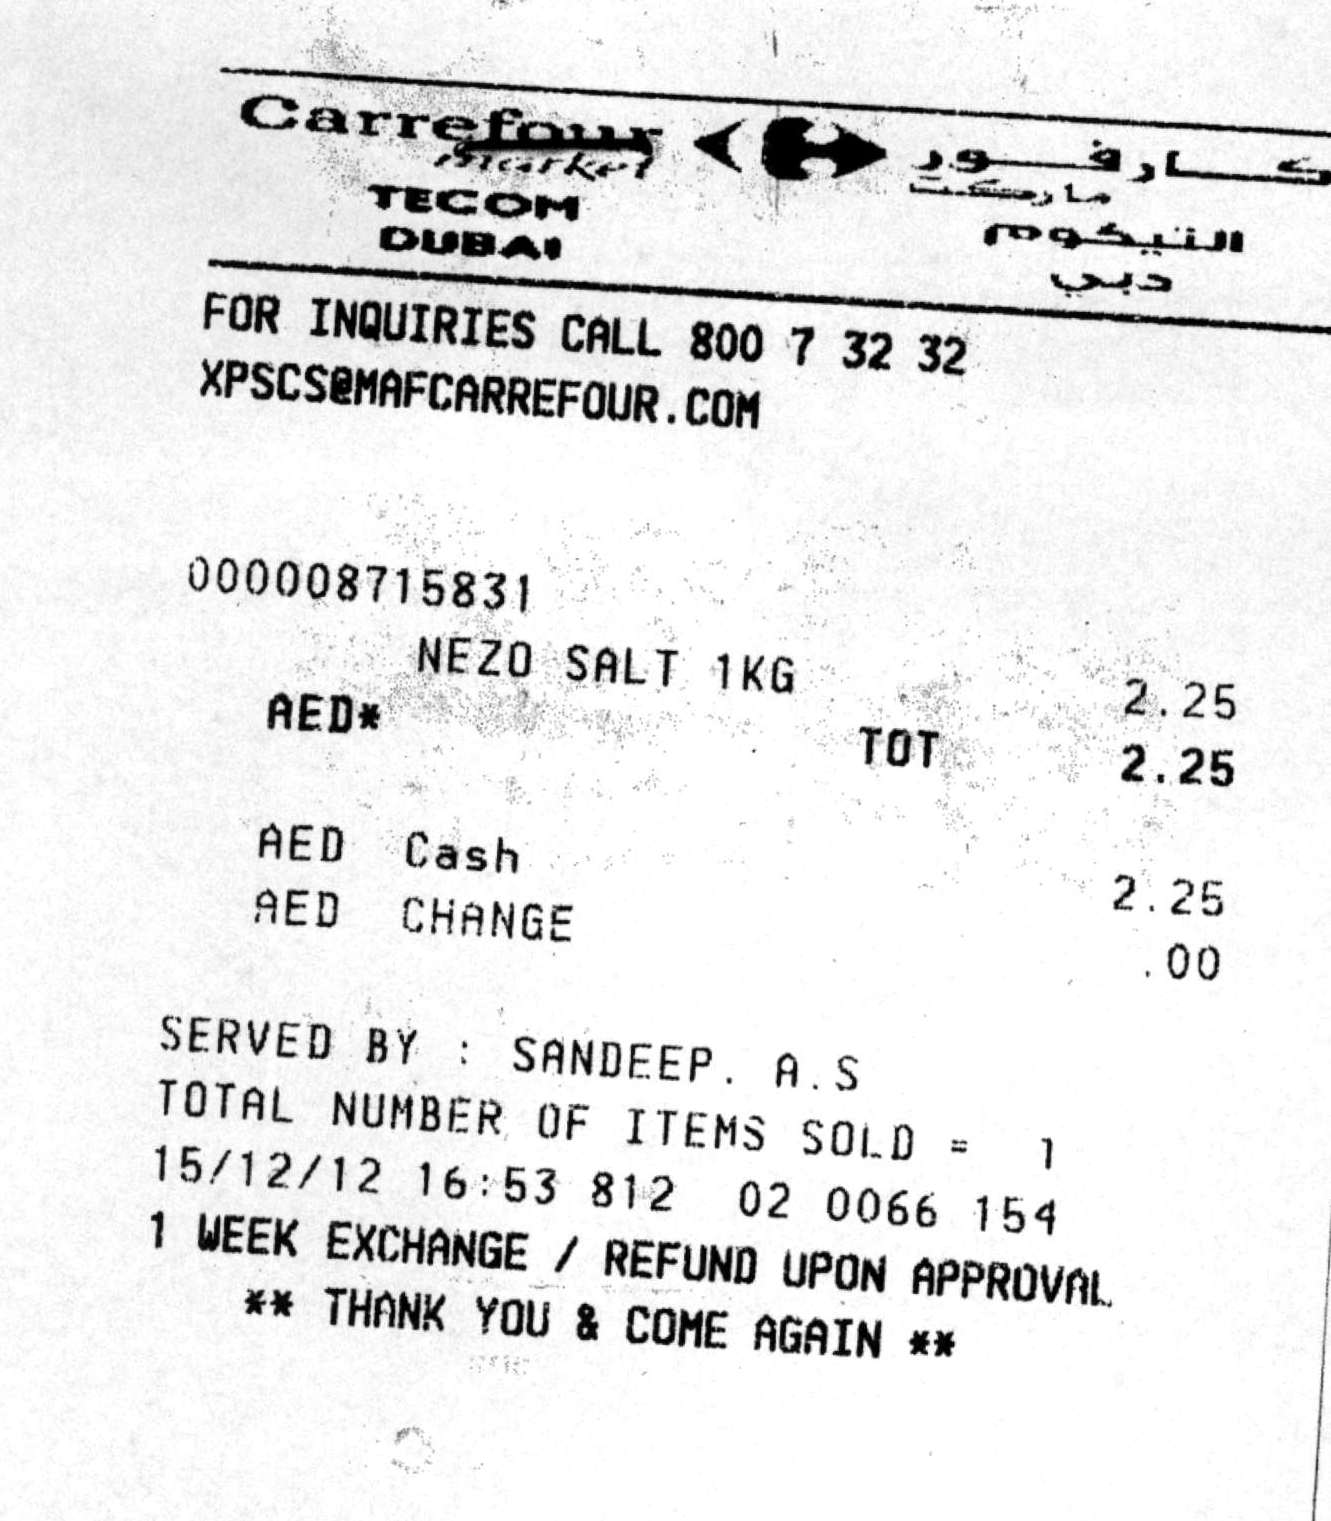 Carrefour كارفور
market ماركت
TECOM التيكوم
DUBAI دبي
FOR INQUIRIES CALL 800 7 32 32
XPSCS@MAFCARREFOUR.COM
000008715831
NEZO SALT 1KG 2.25
AED* TOT 2.25
AED Cash 2.25
AED CHANGE .00
SERVED BY : SANDEEP. A.S
TOTAL NUMBER OF ITEMS SOLD = 1
15/12/12 16:53 812 02 0066 154
1 WEEK EXCHANGE / REFUND UPON APPROVAL
** THANK YOU & COME AGAIN **